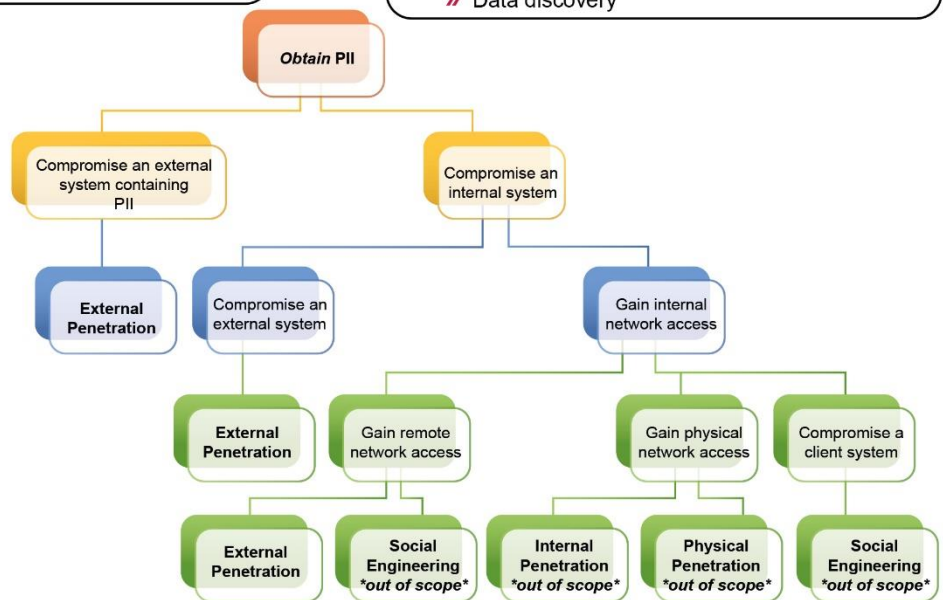 » Data discovery
Obtain PII
Compromise an external
system containing
PII
Compromise an
internal system
External
Penetration
Compromise an
external system
Gain internal
network access
External
Penetration
Gain remote
network access
Gain physical
network access
Compromise a
client system
External
Penetration
Social
Engineering
*out of scope*
Internal
Penetration
*out of scope*
Physical
Penetration
*out of scope*
Social
Engineering
*out of scope*